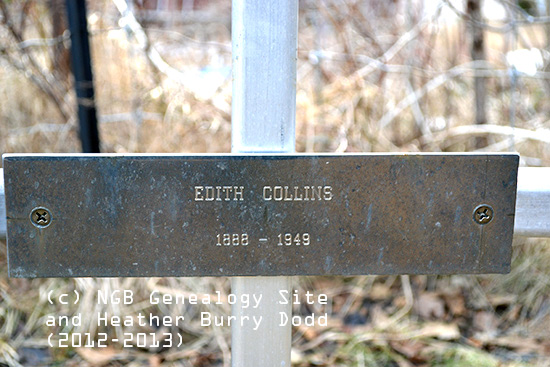 EDITH COLLINS
1888 - 1949
(c) NGB Genealogy Site
and Heather Burry Dodd
(2012-2013)